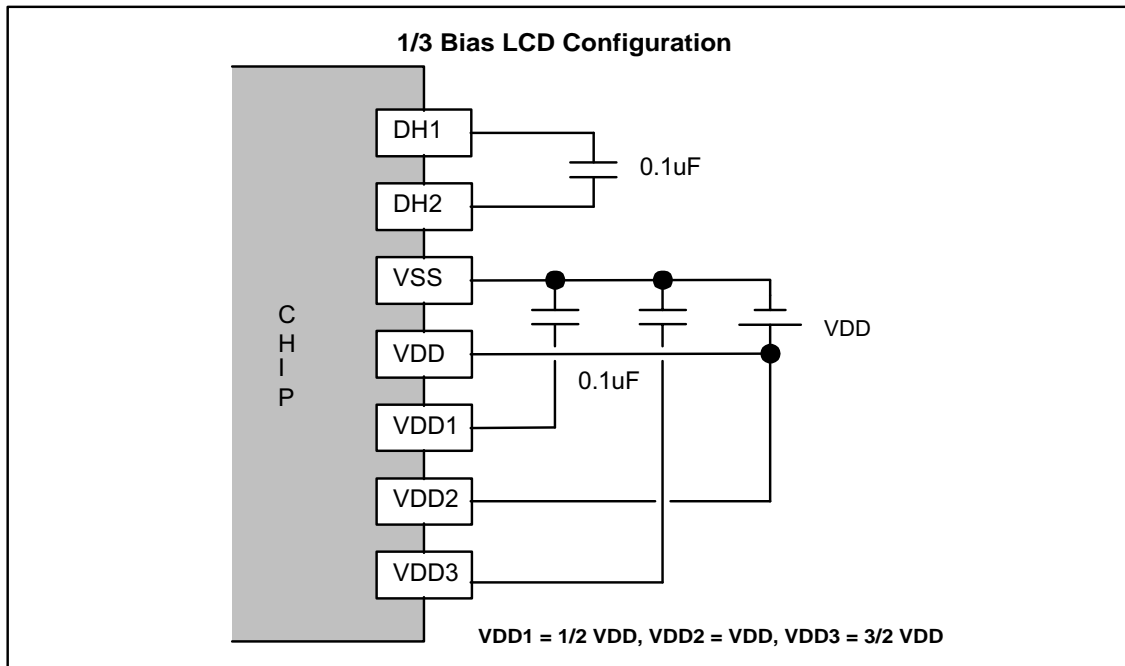 1/3 Bias LCD Configuration
DH1
0.1uF
DH2
VSS
CHIP
VDD
VDD
0.1uF
VDD1
VDD2
VDD3
VDD1 = 1/2 VDD, VDD2 = VDD, VDD3 = 3/2 VDD